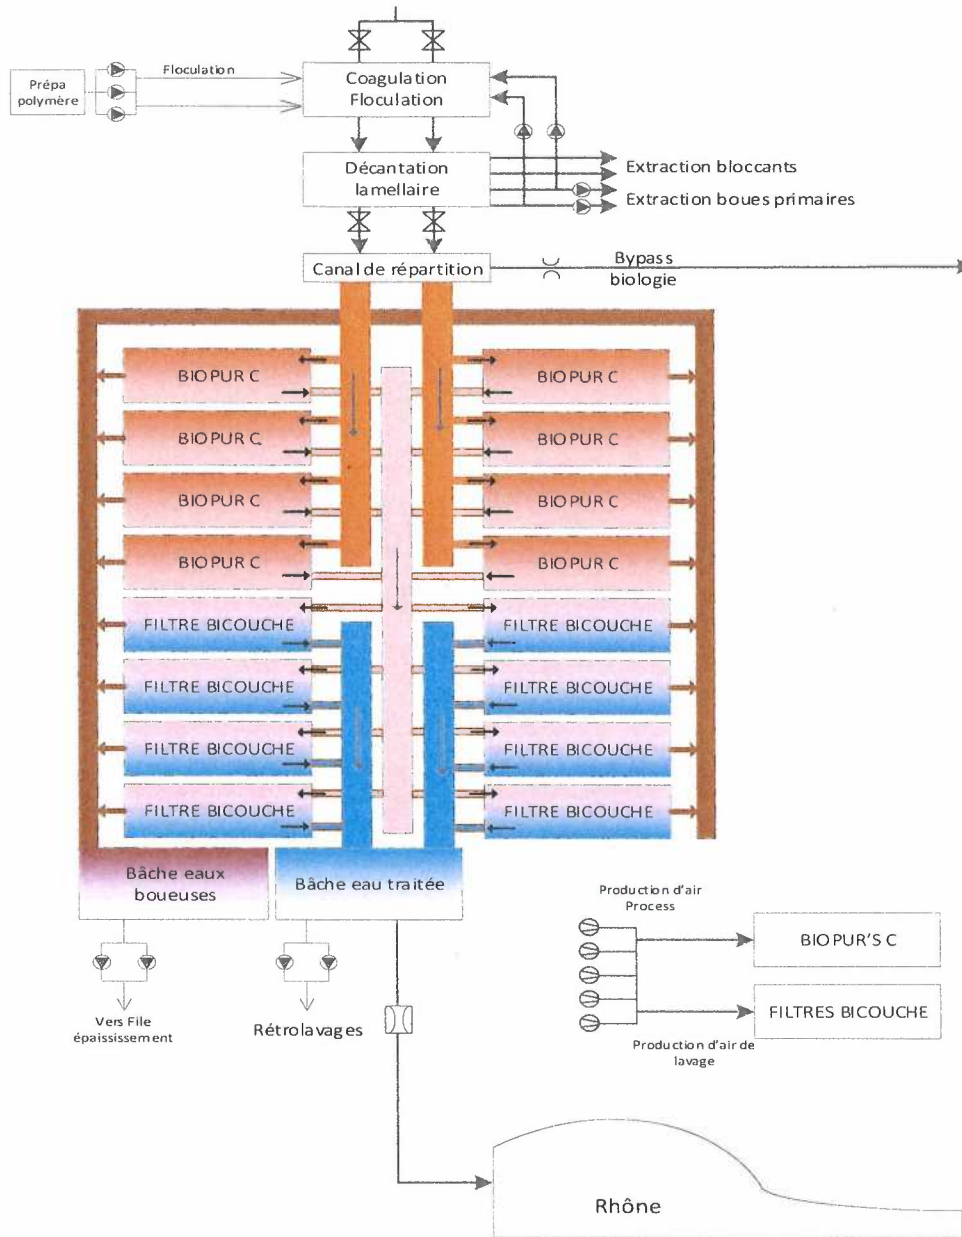 Prépa
polymère
Floculation
Coagulation
Floculation
Décantation
lamellaire
Extraction bloccants
Extraction boues primaires
Canal de répartition
Bypass
biologie
BIOPUR C
BIOPUR C
BIOPUR C
BIOPUR C
BIOPUR C
BIOPUR C
BIOPUR C
BIOPUR C
FILTRE BICOUCHE
FILTRE BICOUCHE
FILTRE BICOUCHE
FILTRE BICOUCHE
FILTRE BICOUCHE
FILTRE BICOUCHE
FILTRE BICOUCHE
FILTRE BICOUCHE
Bâche eaux
boueuses
Bâche eau traitée
Vers File
épaississement
Rétrolavages
Production d'air
Process
BIOPUR'S C
FILTRES BICOUCHE
Production d'air de
lavage
Rhône